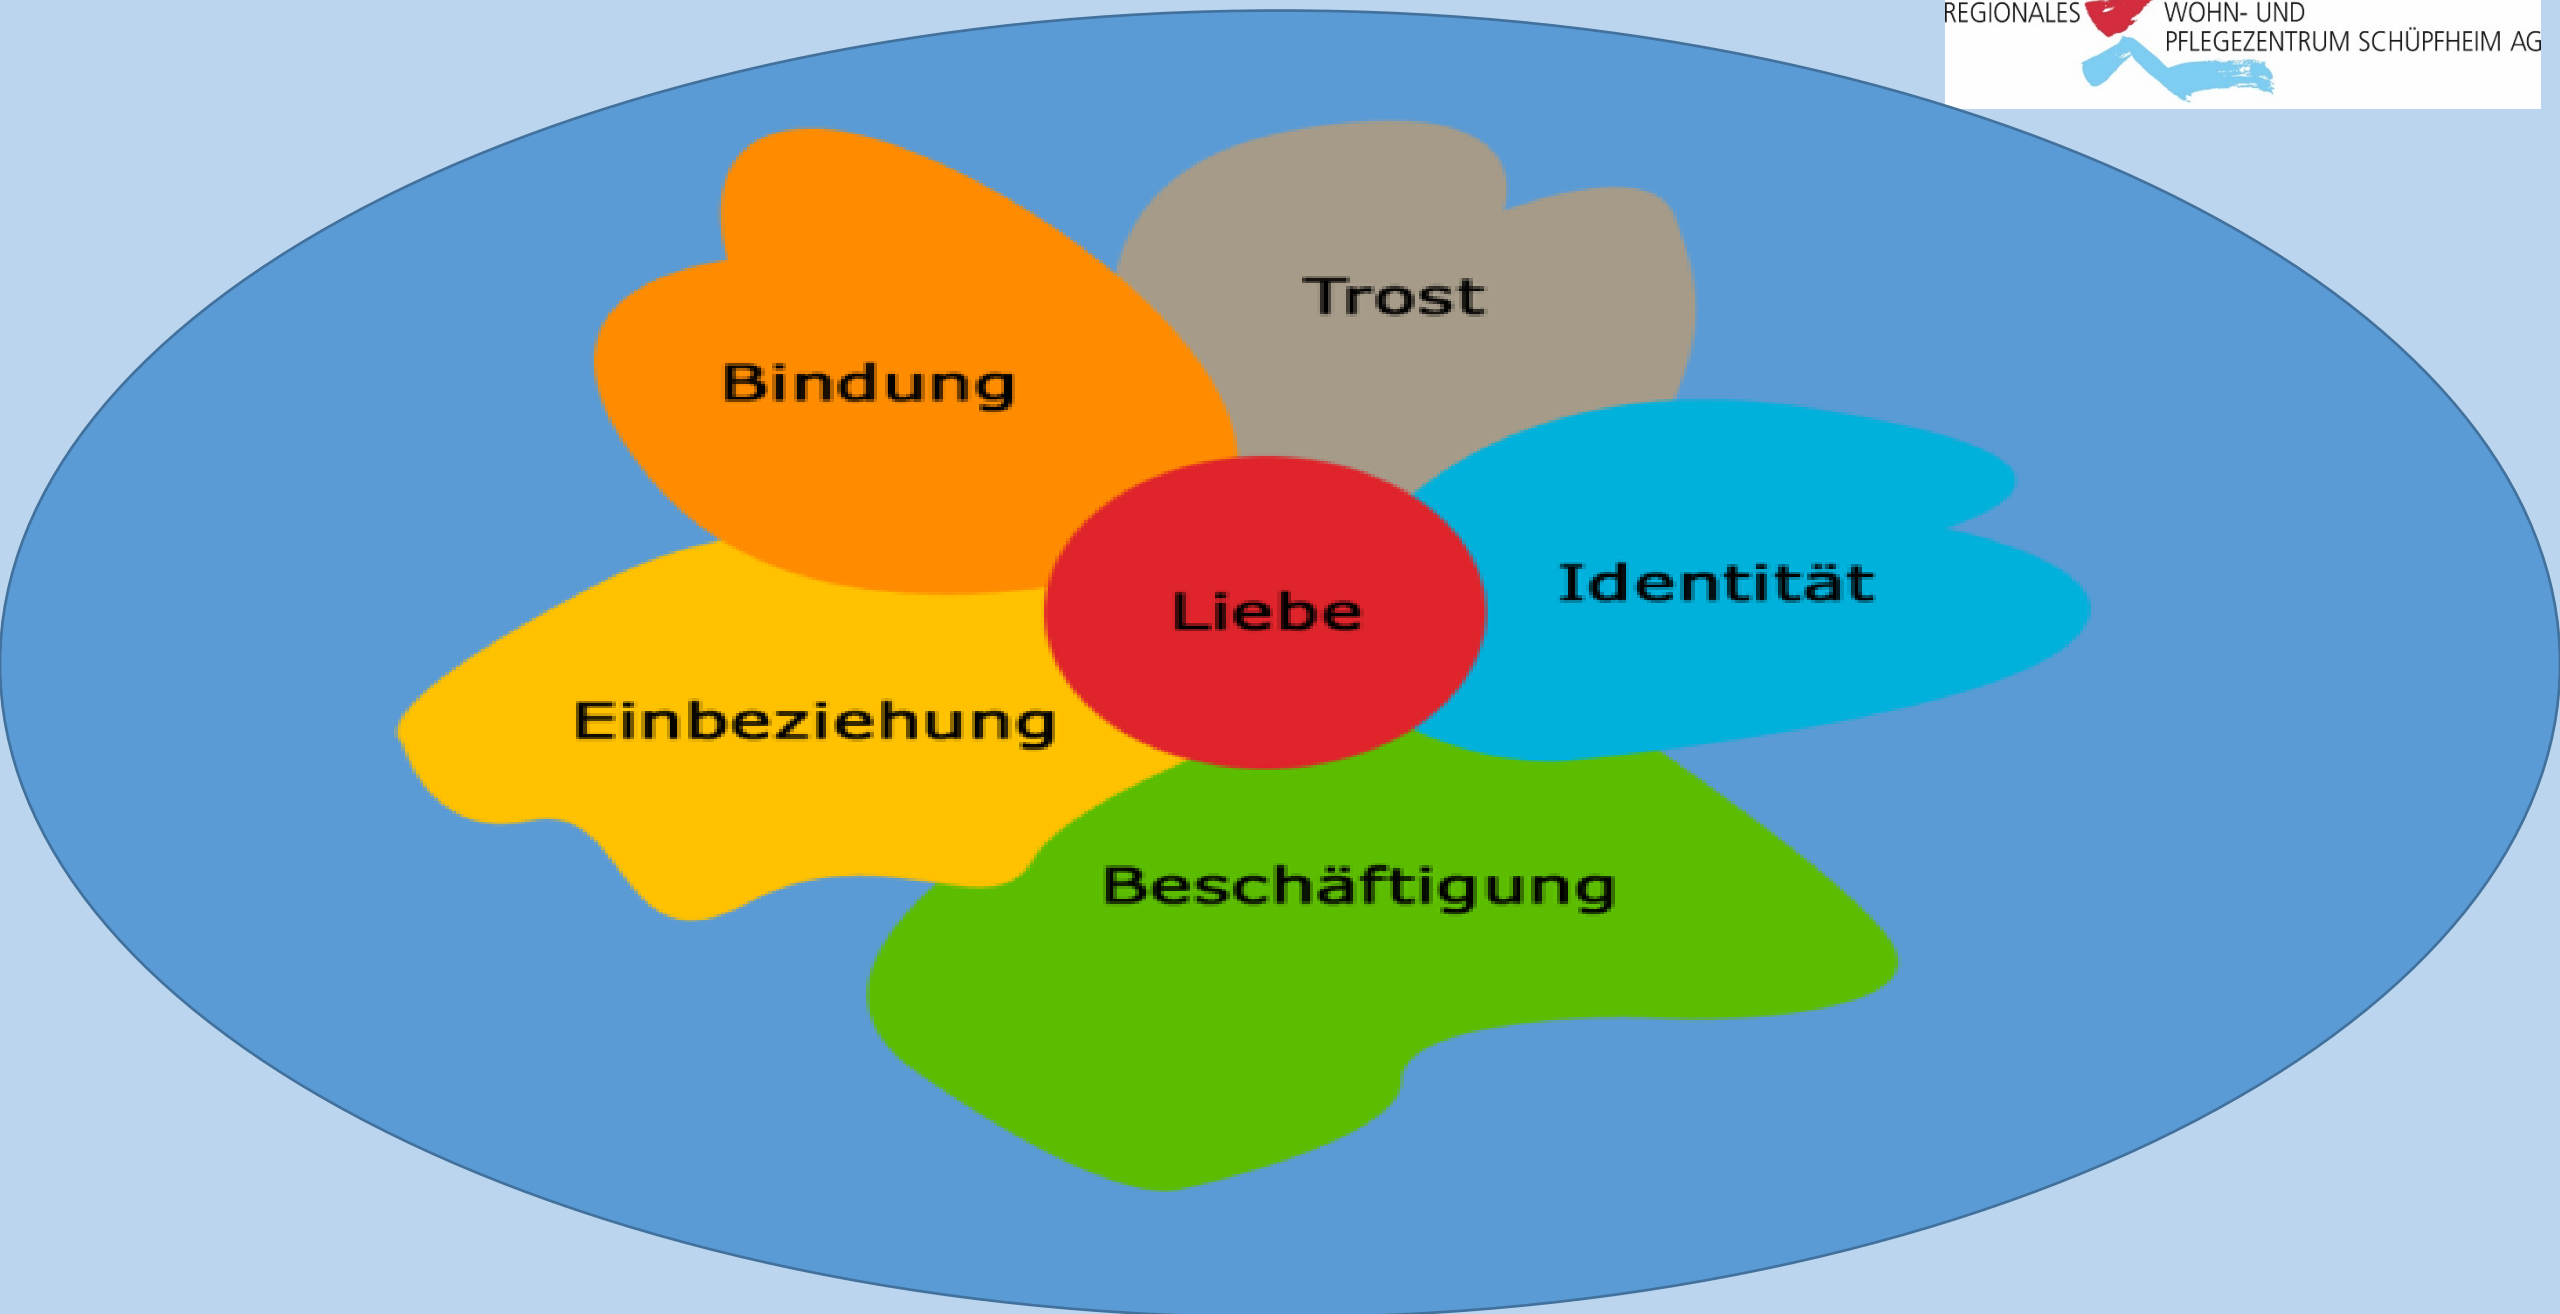 REGIONALES WOHN- UND
PFLEGEZENTRUM SCHÜPFHEIM AG
Trost
Bindung
Identität
Liebe
Einbeziehung
Beschäftigung